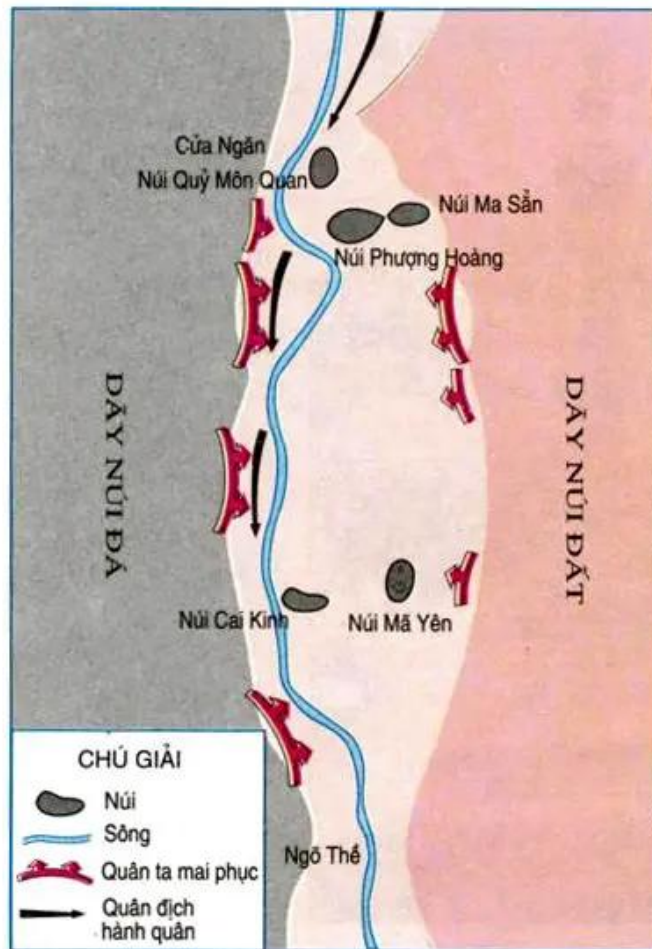 Cửa Ngăn
Núi Quỷ Môn Quan
Núi Ma Sẳn
Núi Phượng Hoàng
DÃY NÚI ĐÁ
DÃY NÚI ĐẤT
Núi Cai Kinh
Núi Mã Yên
Ngõ Thề
CHÚ GIẢI
Núi
Sông
Quân ta mai phục
Quân địch
hành quân